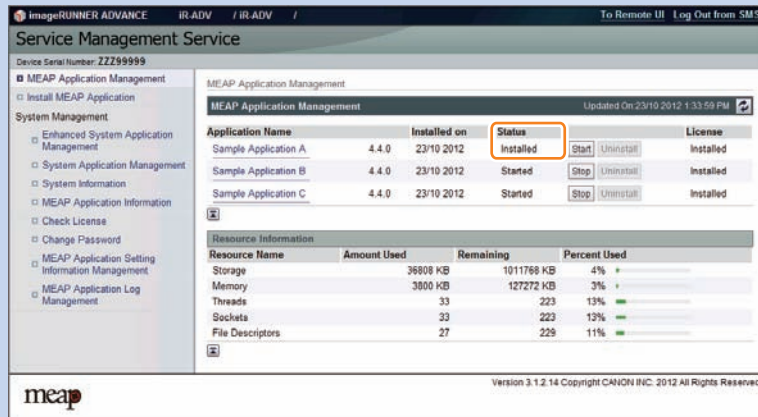 imageRUNNER ADVANCE iR-ADV / iR-ADV / To Remote UI Log Out from SMS
Service Management Service
Device Serial Number: ZZZ99999
MEAP Application Management
Install MEAP Application
System Management
Enhanced System Application
Management
System Application Management
System Information
MEAP Application Information
Check License
Change Password
MEAP Application Setting
Information Management
MEAP Application Log
Management
MEAP Application Management
MEAP Application Management Updated On:23/10 2012 1:33:59 PM
Application Name Installed on Status License
Sample Application A 4.4.0 23/10 2012 Installed Start Uninstall Installed
Sample Application B 4.4.0 23/10 2012 Started Stop Uninstall Installed
Sample Application C 4.4.0 23/10 2012 Started Stop Uninstall Installed
Resource Information
Resource Name Amount Used Remaining Percent Used
Storage 36808 KB 1011768 KB 4%
Memory 3800 KB 127272 KB 3%
Threads 33 223 13%
Sockets 33 223 13%
File Descriptors 27 229 11%
meap
Version 3.1.2.14 Copyright CANON INC. 2012 All Rights Reserved